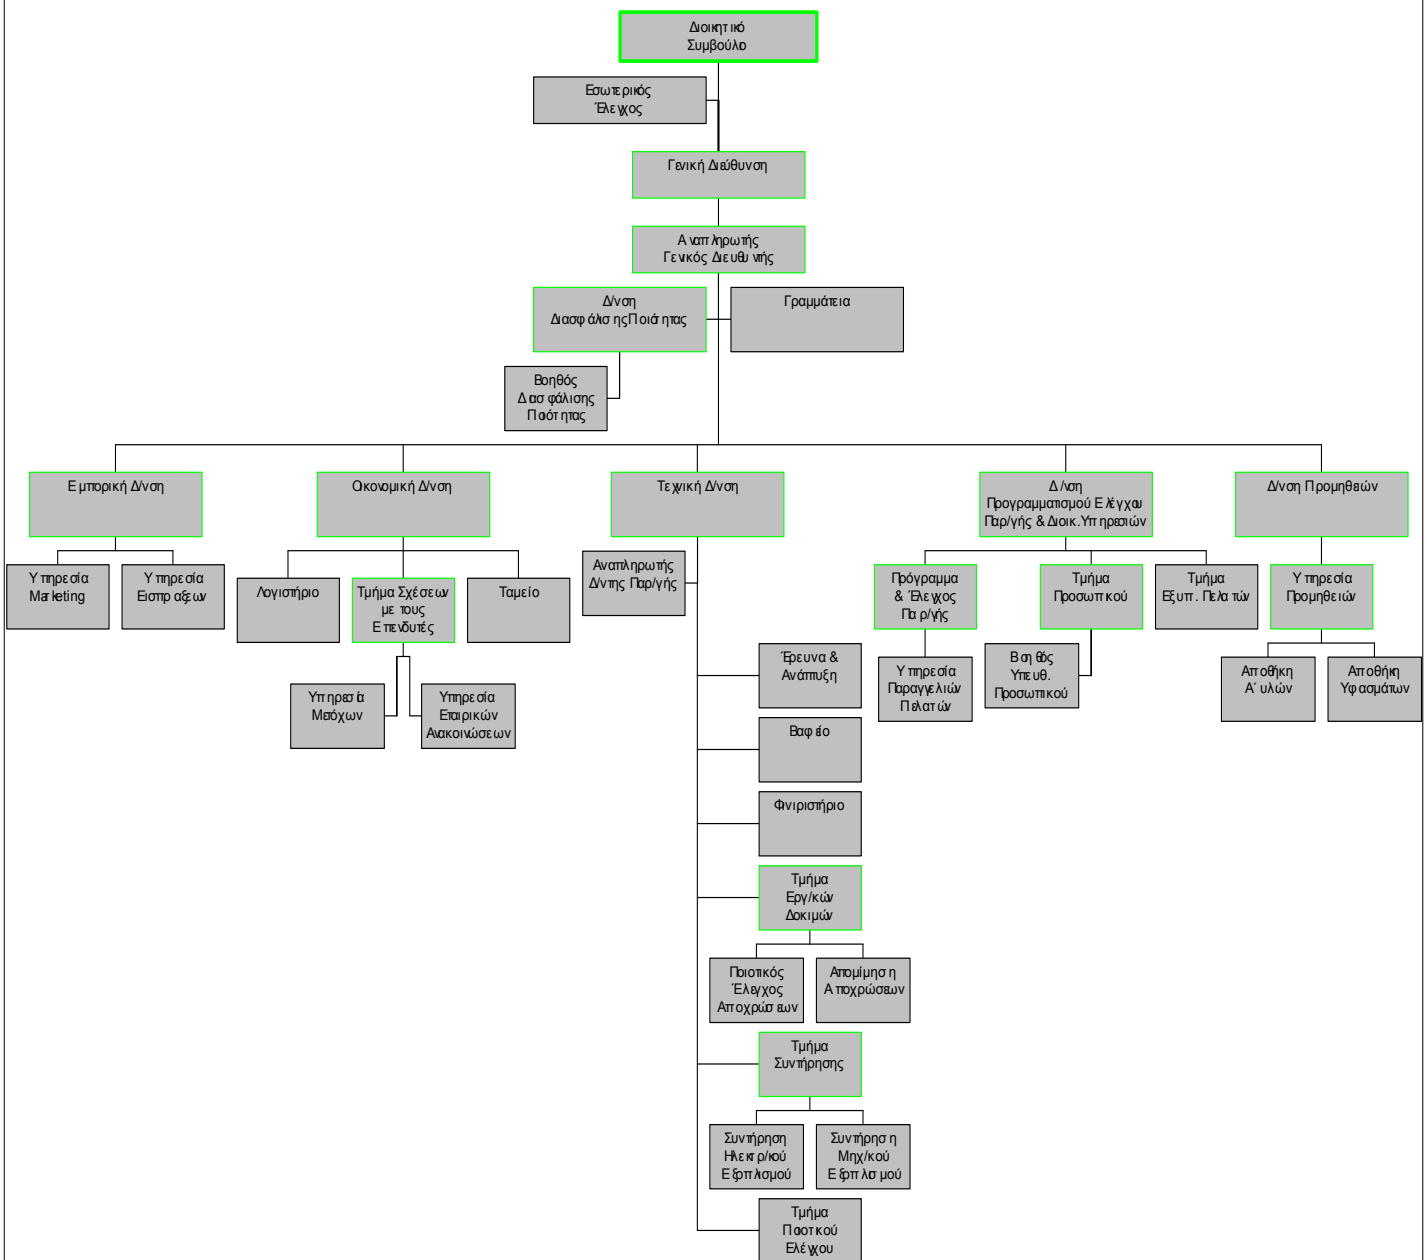 Διοικητικό
Συμβούλιο
Εσωτερικός
Έλεγχος
Γενική Διεύθυνση
Αναπληρωτής
Γενικός Διευθυντής
Δ/νση
Διασφάλισης Ποιότητας
Γραμμάτεια
Βοηθός
Διασφάλισης
Ποιότητας
Εμπορική Δ/νση
Οικονομική Δ/νση
Τεχνική Δ/νση
Δ/νση
Προγραμματισμού Ελέγχου
Παρ/γής & Διοικ. Υπηρεσιών
Δ/νση Προμηθειών
Υπηρεσία
Marketing
Υπηρεσία
Εισπραξεων
Λογιστήριο
Τμήμα Σχέσεων
με τους
Επενδυτές
Ταμείο
Αναπληρωτής
Δ/ντης Παρ/γής
Πρόγραμμα
& Έλεγχος
Παρ/γής
Τμήμα
Προσωπικού
Τμήμα
Εξυπ. Πελατών
Υπηρεσία
Προμηθειών
Υπηρεσία
Μετόχων
Υπηρεσία
Εταιρικών
Ανακοινώσεων
Έρευνα &
Ανάπτυξη
Υπηρεσία
Παραγγελιών
Πελατών
Βοηθός
Υπευθ.
Προσωπικού
Αποθήκη
Α΄ υλών
Αποθήκη
Υφασμάτων
Βαφείο
Φινιριστήριο
Τμήμα
Εργ/κών
Δοκιμών
Ποιοτικός
Έλεγχος
Αποχρώσεων
Απομίμηση
Αποχρώσεων
Τμήμα
Συντήρησης
Συντήρηση
Ηλεκτρ/κού
Εξοπλισμού
Συντήρηση
Μηχ/κού
Εξοπλισμού
Τμήμα
Ποιοτικού
Ελέγχου